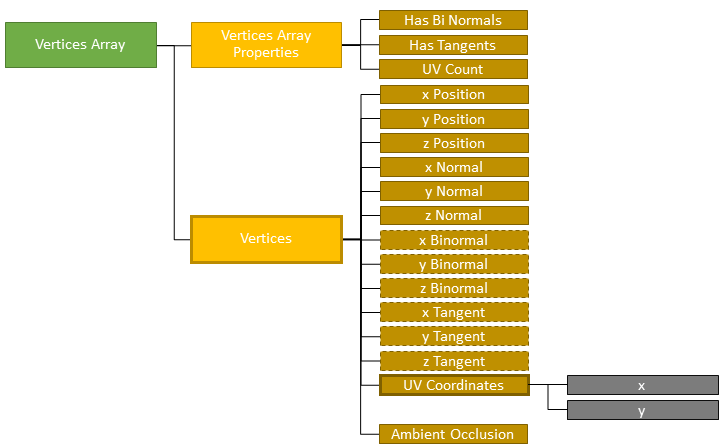 Vertices Array
Vertices Array
Properties
Has Bi Normals
Has Tangents
UV Count
x Position
y Position
z Position
x Normal
y Normal
z Normal
Vertices
x Binormal
y Binormal
z Binormal
x Tangent
y Tangent
z Tangent
UV Coordinates
x
y
Ambient Occlusion